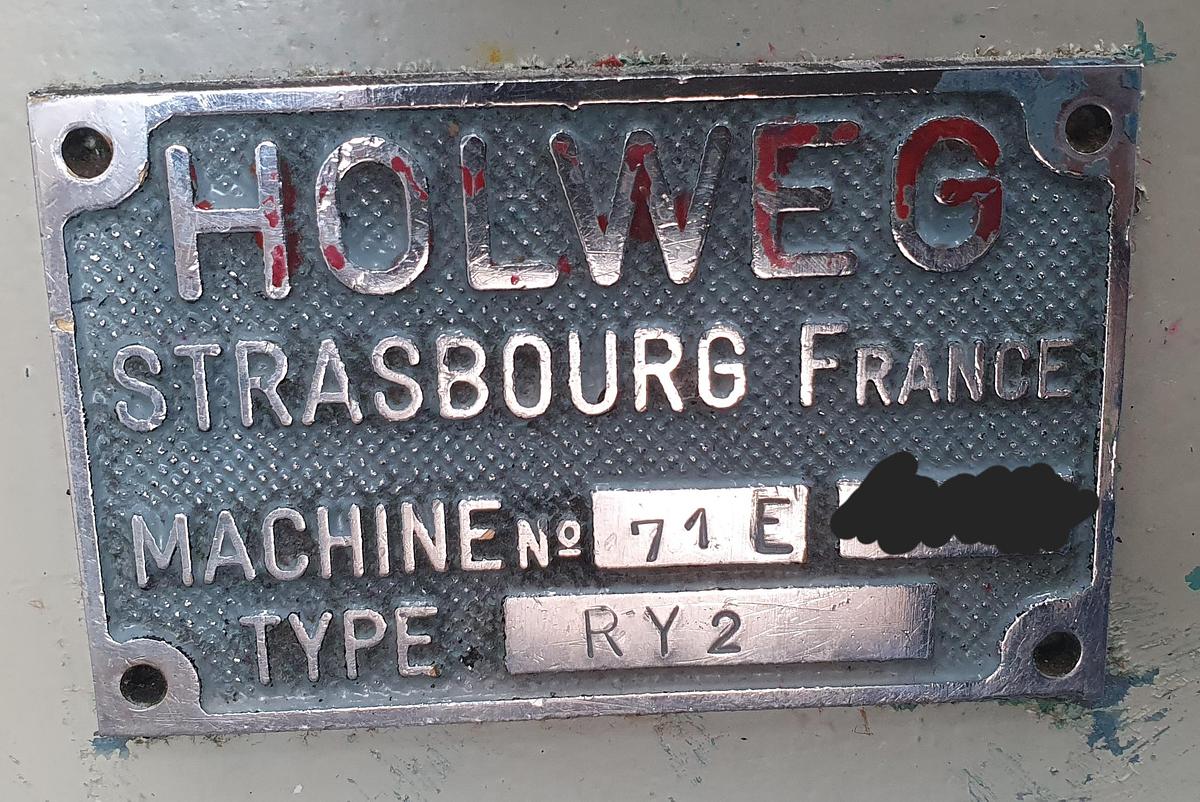 HOLWEG
STRASBOURG FRANCE
MACHINE Nº 71 E
TYPE RY2